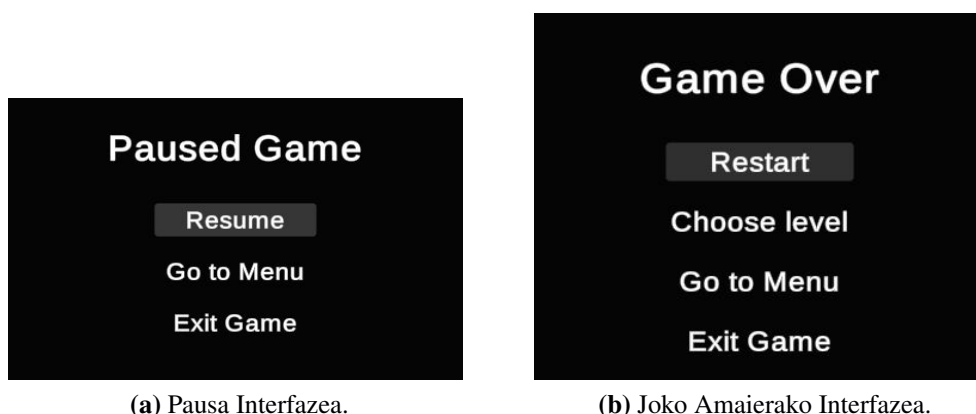 Paused Game
Resume
Go to Menu
Exit Game
(a) Pausa Interfazea.
Game Over
Restart
Choose level
Go to Menu
Exit Game
(b) Joko Amaierako Interfazea.